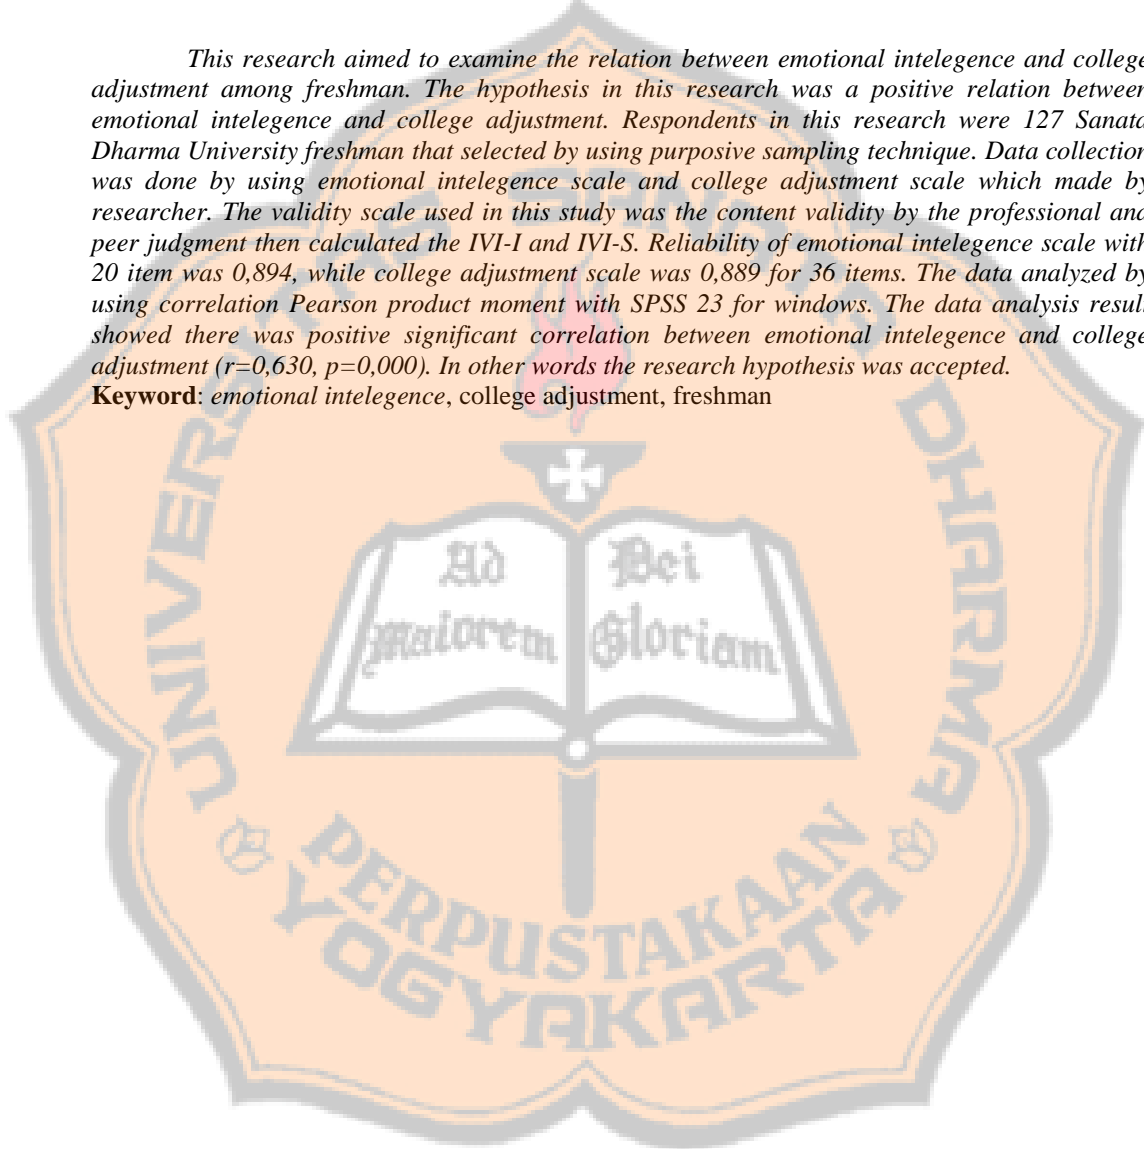 This research aimed to examine the relation between emotional intelegence and college
adjustment among freshman. The hypothesis in this research was a positive relation between
emotional intelegence and college adjustment. Respondents in this research were 127 Sanata
Dharma University freshman that selected by using purposive sampling technique. Data collection
was done by using emotional intelegence scale and college adjustment scale which made by
researcher. The validity scale used in this study was the content validity by the professional and
peer judgment then calculated the IVI-I and IVI-S. Reliability of emotional intelegence scale with
20 item was 0,894, while college adjustment scale was 0,889 for 36 items. The data analyzed by
using correlation Pearson product moment with SPSS 23 for windows. The data analysis result
showed there was positive significant correlation between emotional intelegence and college
adjustment (r=0,630, p=0,000). In other words the research hypothesis was accepted.
Keyword: emotional intelegence, college adjustment, freshman
UNIVERSITAS SANATA DHARMA
Ad
maiorem
Dei
Gloriam
PERPUSTAKAAN
YOGYAKARTA